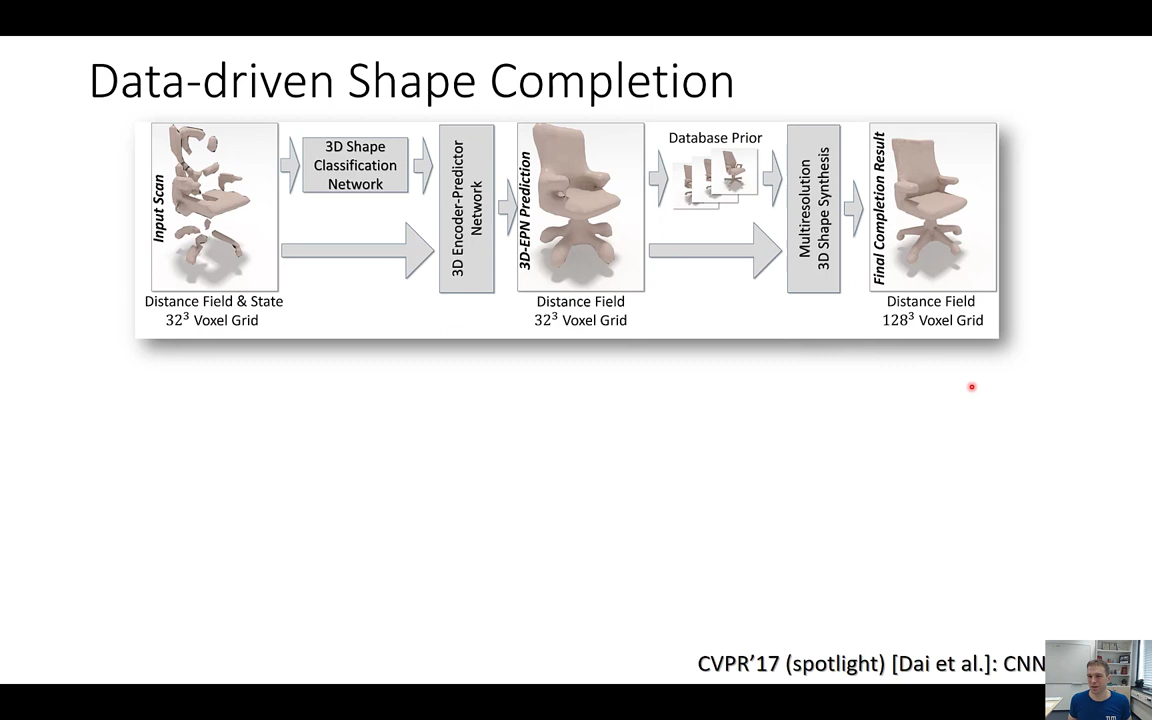 Data-driven Shape Completion
Input Scan
3D Shape
Classification
Network
3D Encoder-Predictor
Network
3D-EPN Prediction
Database Prior
Multiresolution
3D Shape Synthesis
Final Completion Result
Distance Field & State
32³ Voxel Grid
Distance Field
32³ Voxel Grid
Distance Field
128³ Voxel Grid
CVPR'17 (spotlight) [Dai et al.]: CNN